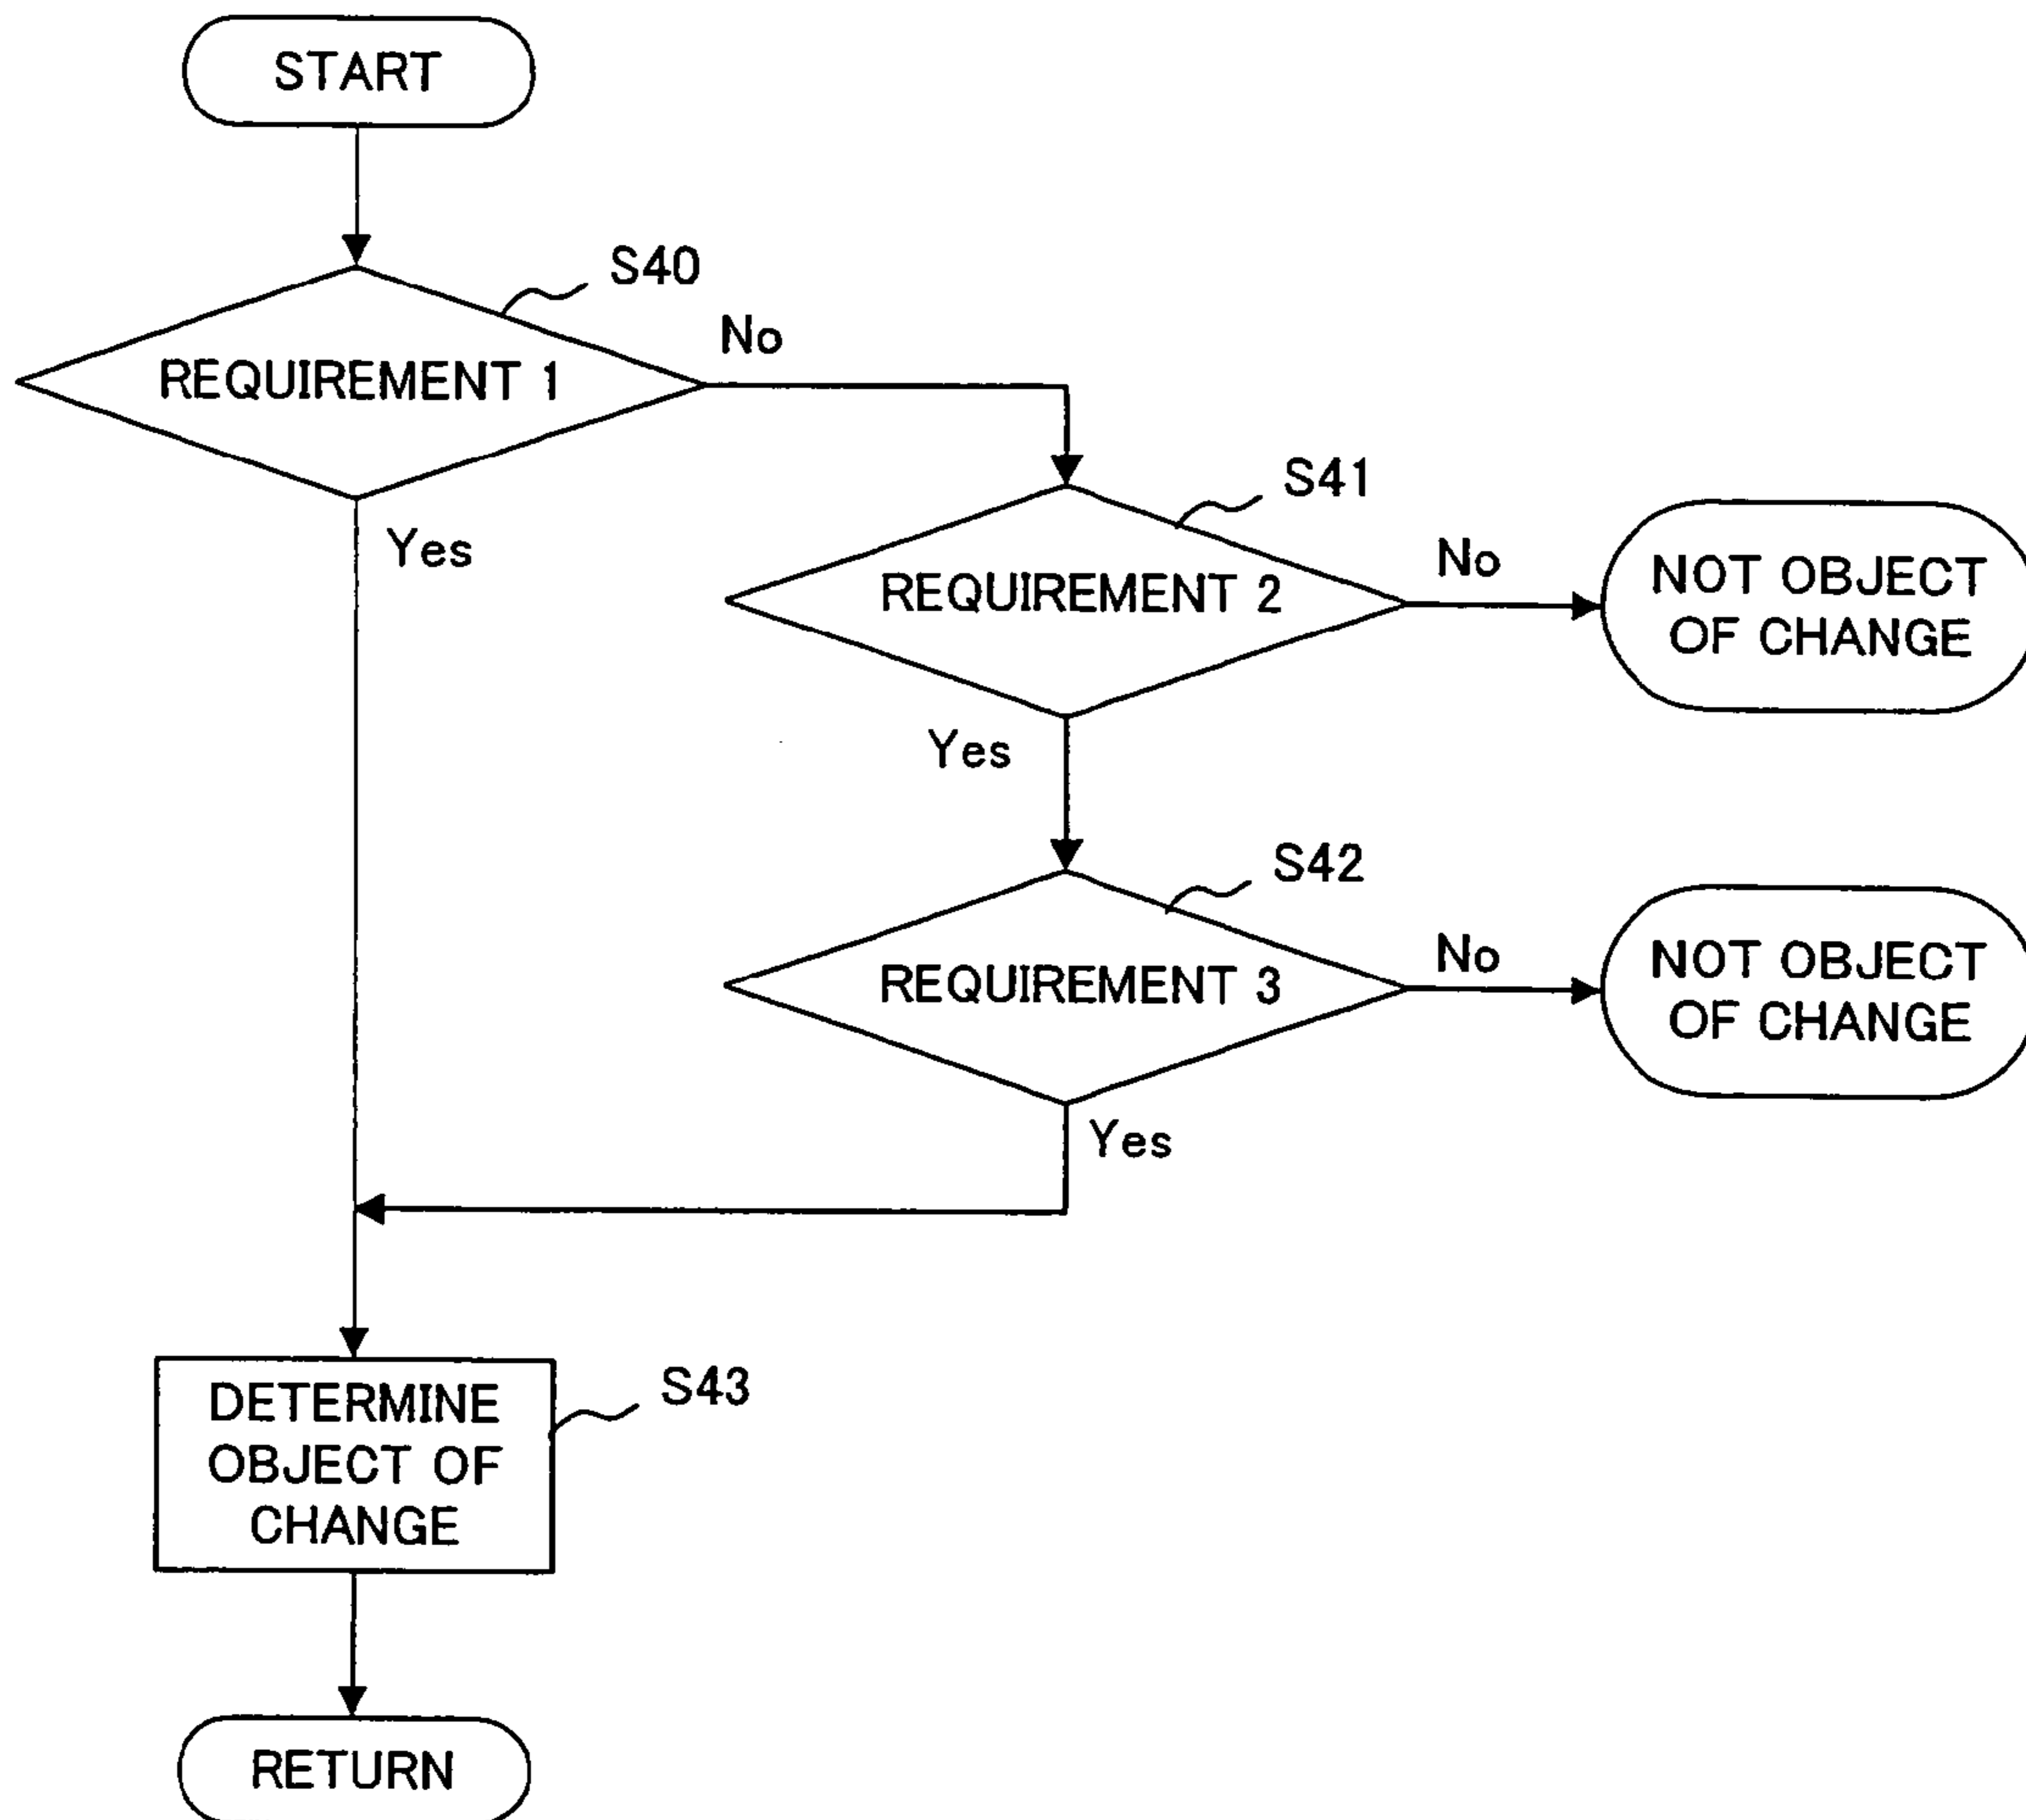 START
S40
No
REQUIREMENT 1
Yes
S41
No
REQUIREMENT 2
NOT OBJECT
OF CHANGE
Yes
S42
No
REQUIREMENT 3
NOT OBJECT
OF CHANGE
Yes
DETERMINE
OBJECT OF
CHANGE
S43
RETURN